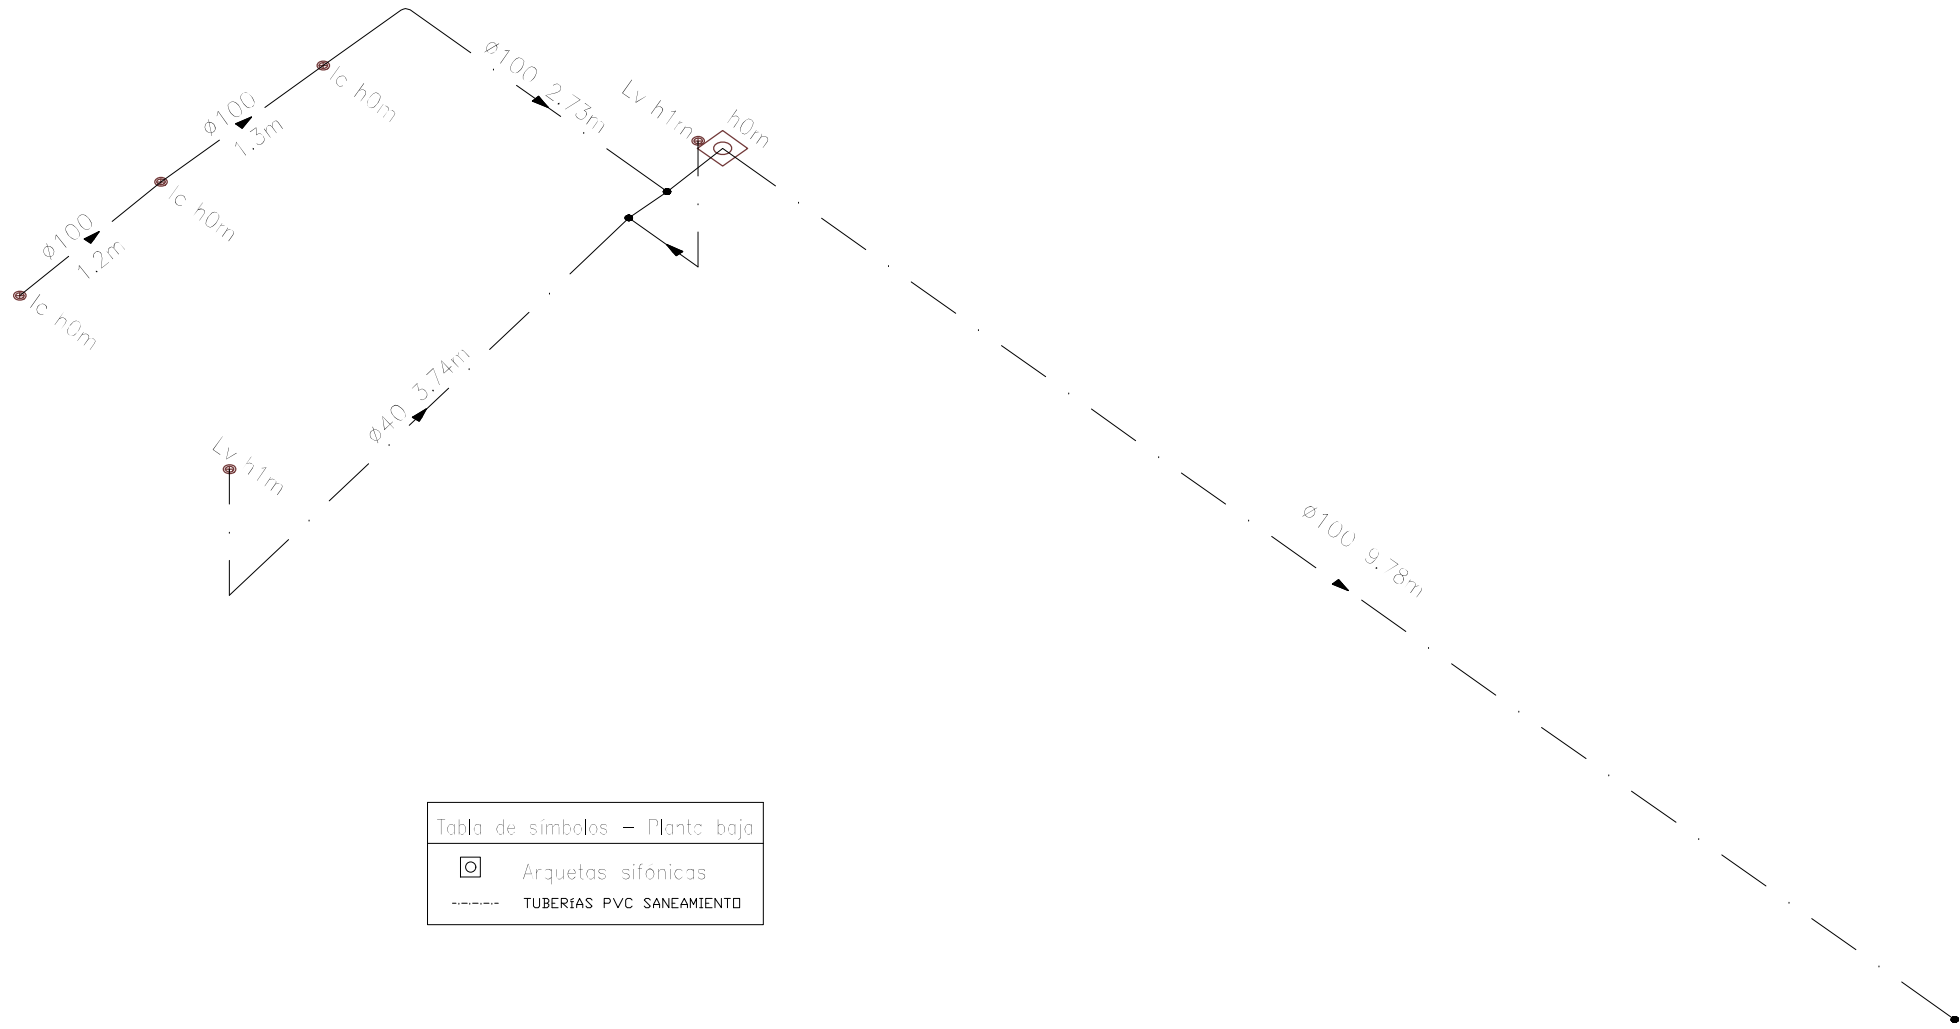 Ø100 2.73m
Ic h0m
Lv h1m
h0m
Ø100
1.3m
Ic h0m
Ø100
1.2m
Ic h0m
Ø40 3.74m
Lv h1m
Ø100 9.78m
Tabla de símbolos - Planta baja
Arquetas sifónicas
TUBERÍAS PVC SANEAMIENTO